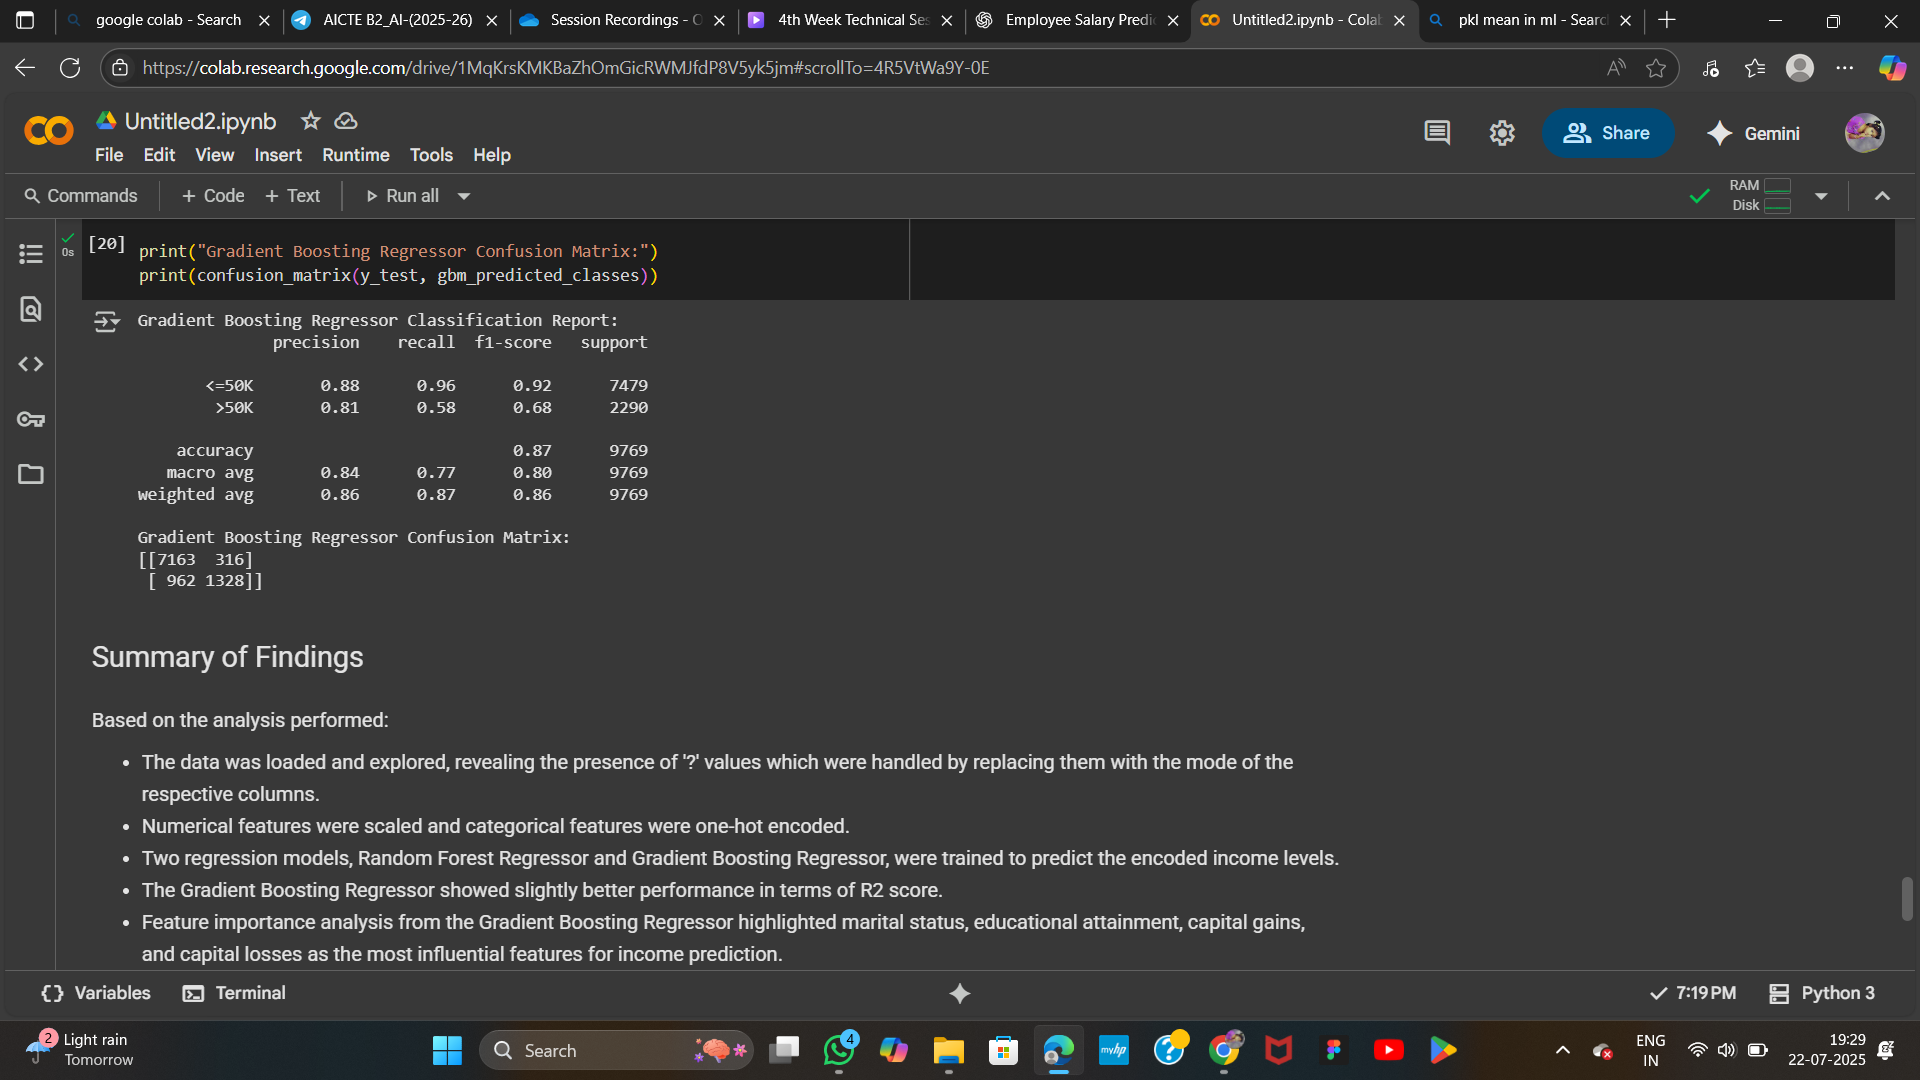 google colab - Search
AICTE B2_AI-(2025-26)
Session Recordings - O
4th Week Technical Ses
Employee Salary Predic
Untitled2.ipynb - Colab
pkl mean in ml - Search
https://colab.research.google.com/drive/1MqKrsKMKBaZhOmGicRWMJfdP8V5yk5jm#scrollTo=4R5VtWa9Y-0E
Untitled2.ipynb
File Edit View Insert Runtime Tools Help
Share
Gemini
Commands
+ Code + Text
Run all
RAM
Disk
0s
[20]
print("Gradient Boosting Regressor Confusion Matrix:")
print(confusion_matrix(y_test, gbm_predicted_classes))
Gradient Boosting Regressor Classification Report:
precision recall f1-score support
<=50K 0.88 0.96 0.92 7479
>50K 0.81 0.58 0.68 2290
accuracy 0.87 9769
macro avg 0.84 0.77 0.80 9769
weighted avg 0.86 0.87 0.86 9769
Gradient Boosting Regressor Confusion Matrix:
[[7163 316]
[ 962 1328]]
Summary of Findings
Based on the analysis performed:
• The data was loaded and explored, revealing the presence of '?' values which were handled by replacing them with the mode of the
respective columns.
• Numerical features were scaled and categorical features were one-hot encoded.
• Two regression models, Random Forest Regressor and Gradient Boosting Regressor, were trained to predict the encoded income levels.
• The Gradient Boosting Regressor showed slightly better performance in terms of R2 score.
• Feature importance analysis from the Gradient Boosting Regressor highlighted marital status, educational attainment, capital gains,
and capital losses as the most influential features for income prediction.
Variables
Terminal
7:19 PM
Python 3
2
Light rain
Tomorrow
Search
4
myhp
ENG
IN
19:29
22-07-2025